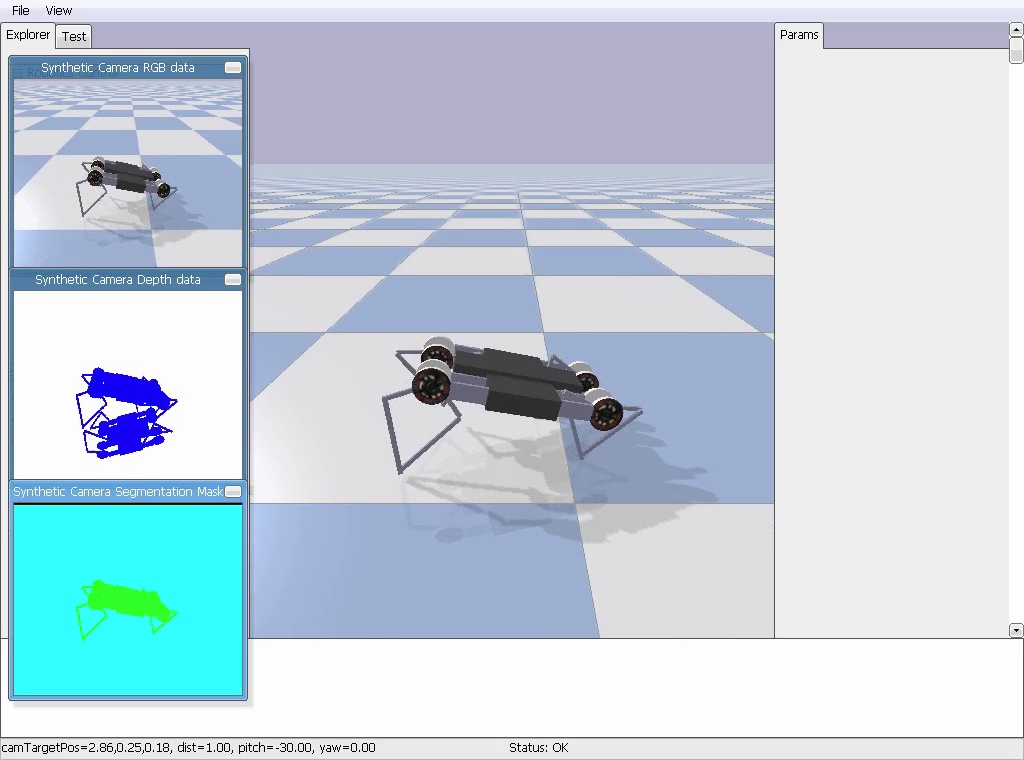 File View
Explorer Test
Params
Synthetic Camera RGB data
Synthetic Camera Depth data
Synthetic Camera Segmentation Mask
camTargetPos=2.86,0.25,0.18, dist=1.00, pitch=-30.00, yaw=0.00
Status: OK